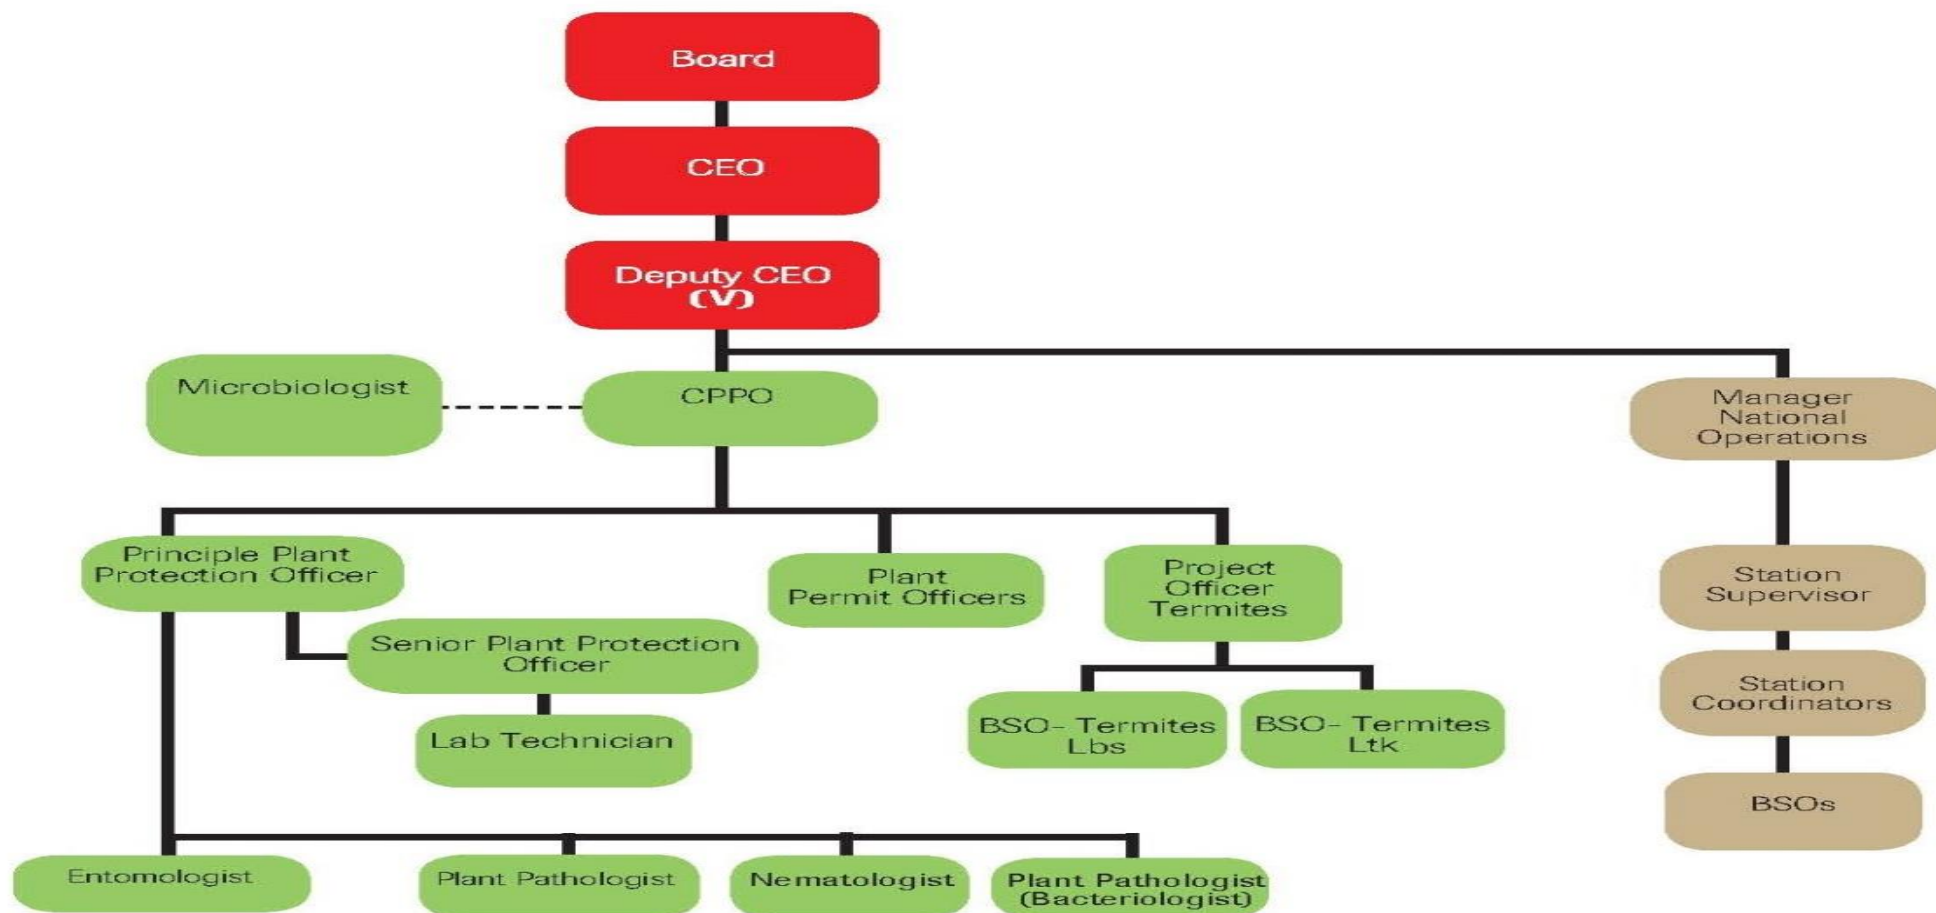 Board
CEO
Deputy CEO
(V)
Microbiologist
CPPO
Manager
National
Operations
Principle Plant
Protection Officer
Plant
Permit Officers
Project
Officer
Termites
Station
Supervisor
Senior Plant Protection
Officer
Station
Coordinators
Lab Technician
BSO- Termites
Lbs
BSO- Termites
Ltk
BSOs
Entomologist
Plant Pathologist
Nematologist
Plant Pathologist
(Bacteriologist)